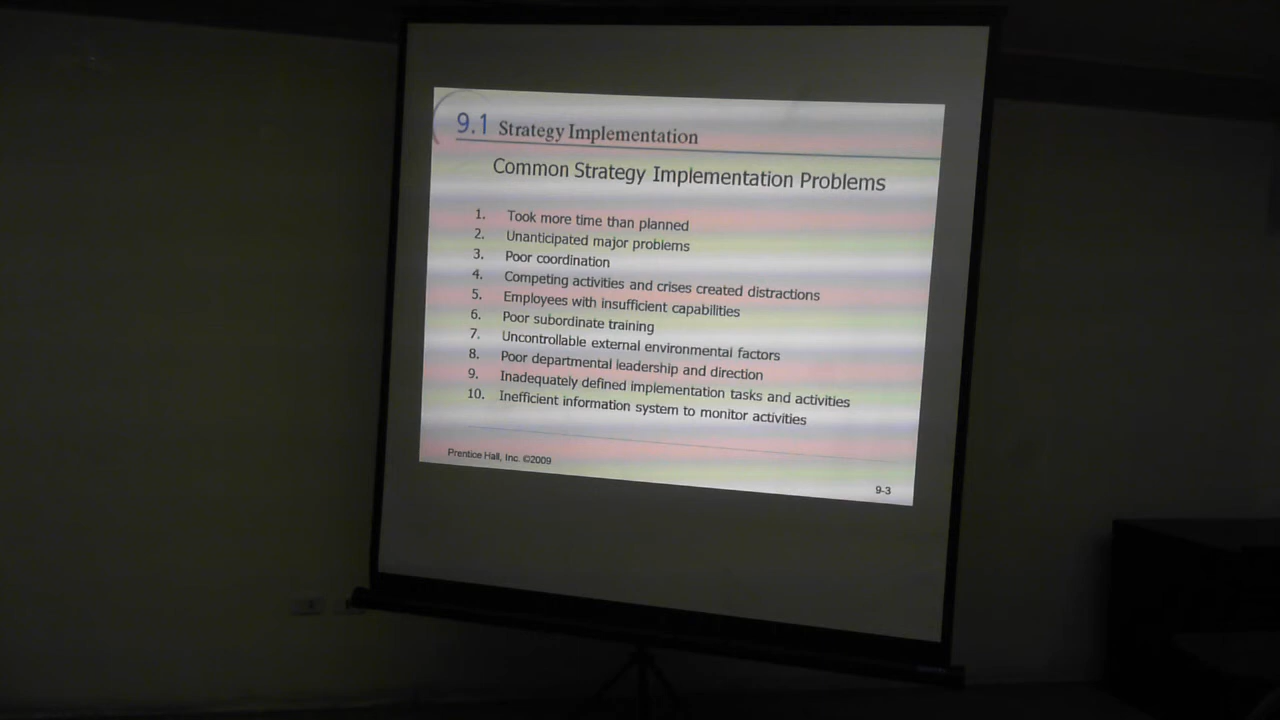 9.1 Strategy Implementation
Common Strategy Implementation Problems
1. Took more time than planned
2. Unanticipated major problems
3. Poor coordination
4. Competing activities and crises created distractions
5. Employees with insufficient capabilities
6. Poor subordinate training
7. Uncontrollable external environmental factors
8. Poor departmental leadership and direction
9. Inadequately defined implementation tasks and activities
10. Inefficient information system to monitor activities
Prentice Hall, Inc. ©2009
9-3